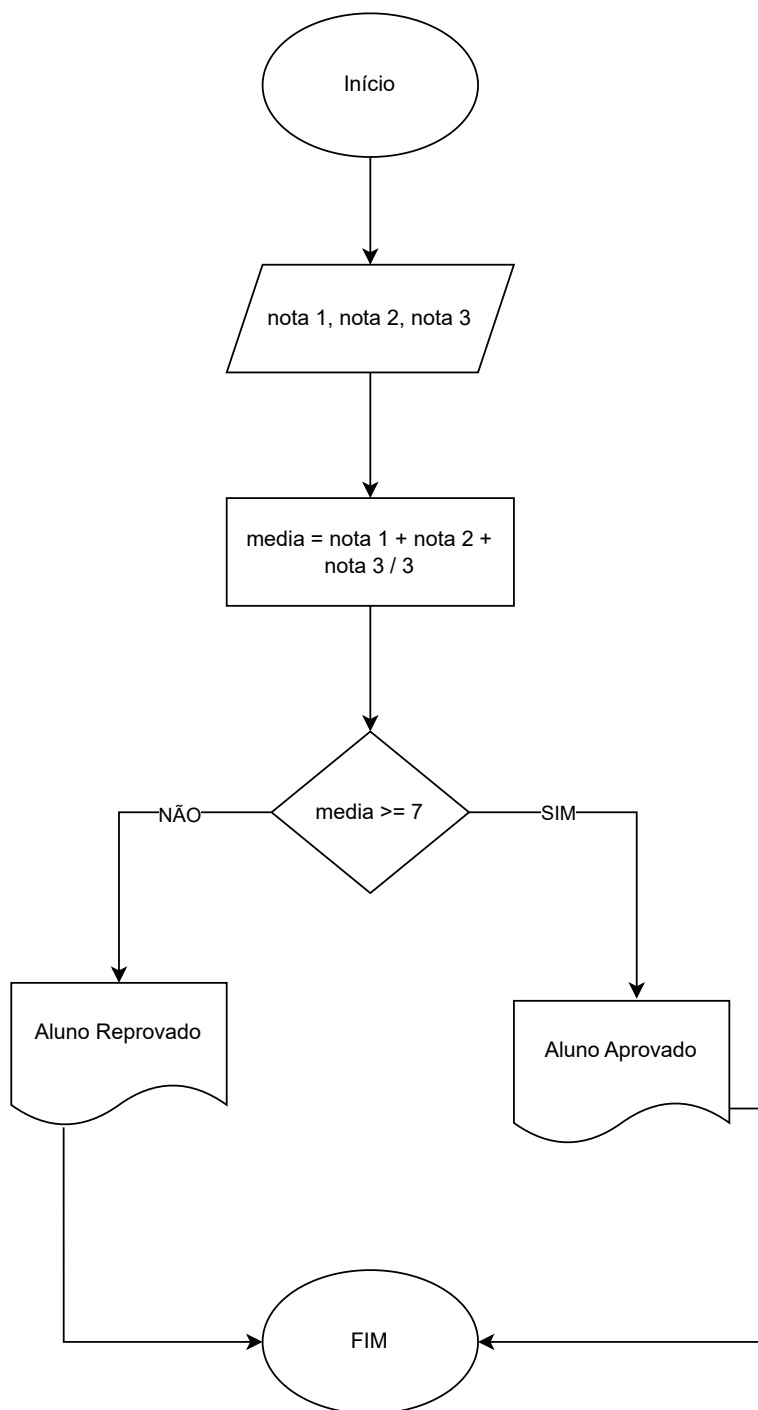 Início
nota 1, nota 2, nota 3
media = nota 1 + nota 2 +
nota 3 / 3
media >= 7
NÃO
SIM
Aluno Reprovado
Aluno Aprovado
FIM